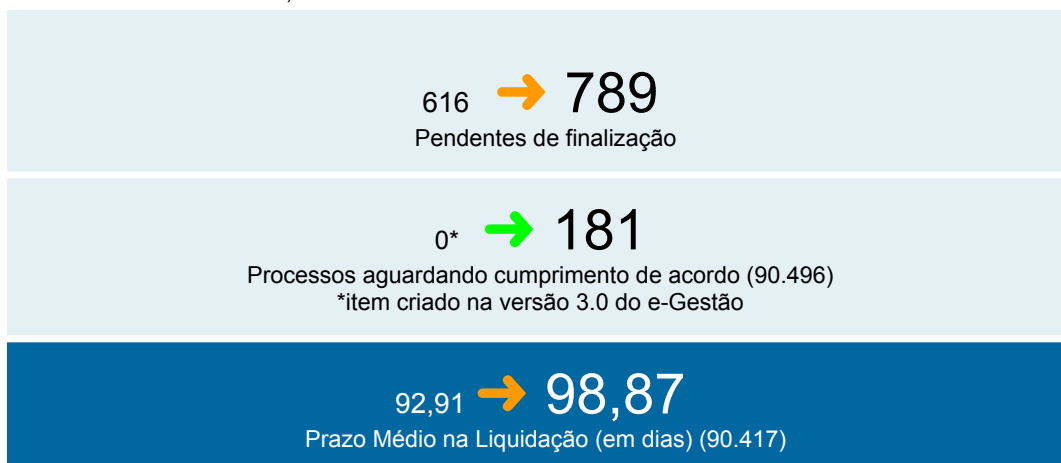 616 789
Pendentes de finalização
0* 181
Processos aguardando cumprimento de acordo (90.496)
*item criado na versão 3.0 do e-Gestão
92,91 98,87
Prazo Médio na Liquidação (em dias) (90.417)